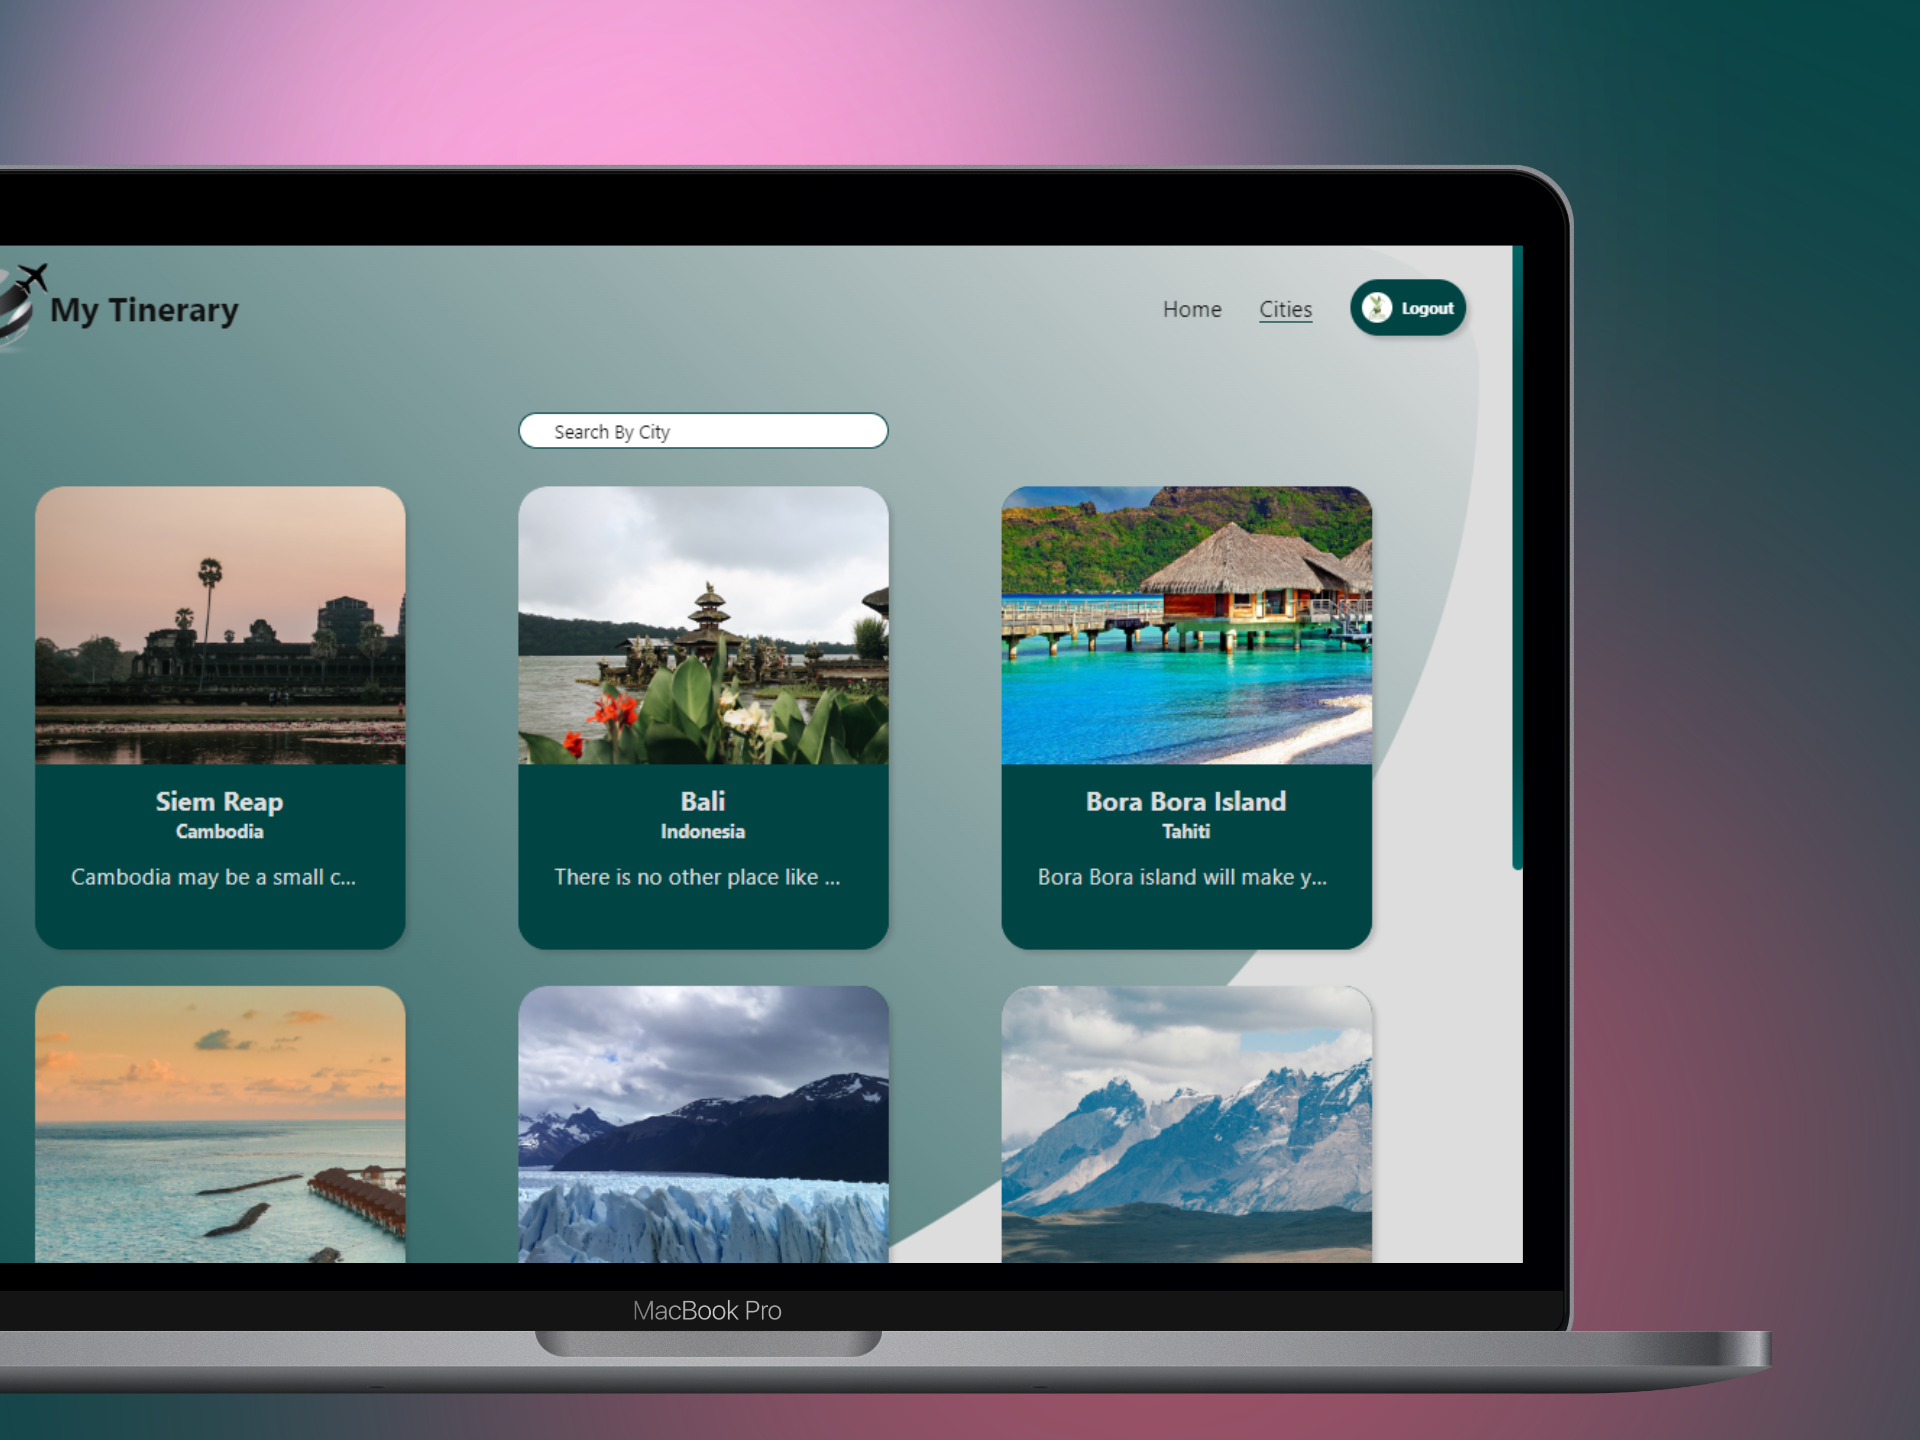 My Tinerary
Home
Cities
Logout
Search By City
Siem Reap
Cambodia
Cambodia may be a small c...
Bali
Indonesia
There is no other place like ...
Bora Bora Island
Tahiti
Bora Bora island will make y...
MacBook Pro